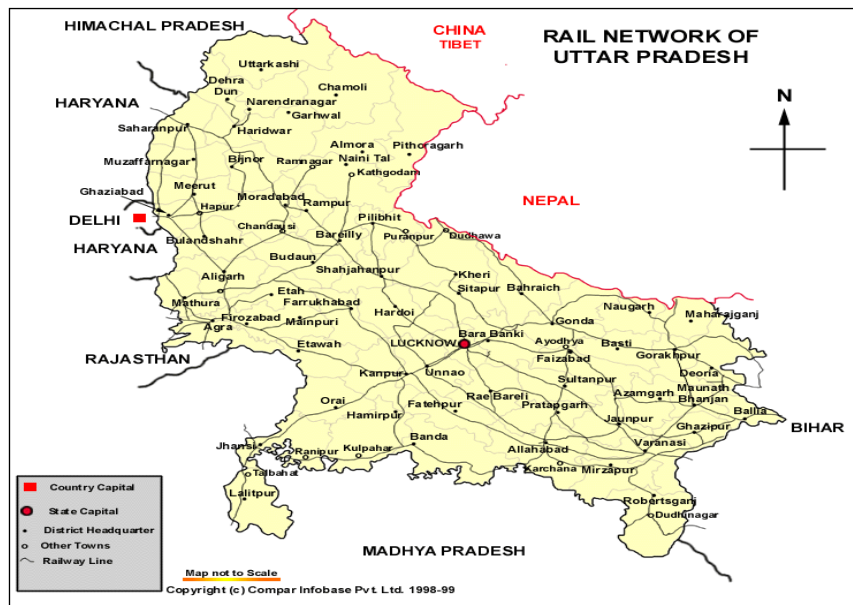 HIMACHAL PRADESH
CHINA
TIBET
RAIL NETWORK OF
UTTAR PRADESH
Uttarkashi
Dehra
Dun
Chamoli
HARYANA
Narendranagar
Garhwal
Saharanpur
Haridwar
N
Almora
Pithoragarh
Muzaffarnagar
Bijnor
Ramnagar
Naini Tal
Kathgodam
Ghaziabad
Meerut
Moradabad
Rampur
NEPAL
Hapur
DELHI
Chandausi
Pilibhit
Puranpur
Dudhawa
HARYANA
Bulandshahr
Bareilly
Budaun
Shahjahanpur
Kheri
Aligarh
Sitapur
Bahraich
Etah
Mathura
Farrukhabad
Hardoi
Naugarh
Maharajganj
Firozabad
Mainpuri
Agra
Gonda
Bara Banki
LUCKNOW
Ayodhya
Basti
RAJASTHAN
Etawah
Faizabad
Gorakhpur
Kanpur
Unnao
Deoria
Sultanpur
Maunath
Bhanjan
Orai
Rae Bareli
Azamgarh
Hamirpur
Fatehpur
Pratapgarh
Ballia
Jaunpur
Ghazipur
BIHAR
Jhansi
Ranipur
Kulpahar
Banda
Allahabad
Varanasi
Talbahat
Karchana
Mirzapur
Lalitpur
Robertsganj
Dudhinagar
Country Capital
State Capital
District Headquarter
Other Towns
Railway Line
MADHYA PRADESH
Map not to Scale
Copyright (c) Compar Infobase Pvt. Ltd. 1998-99